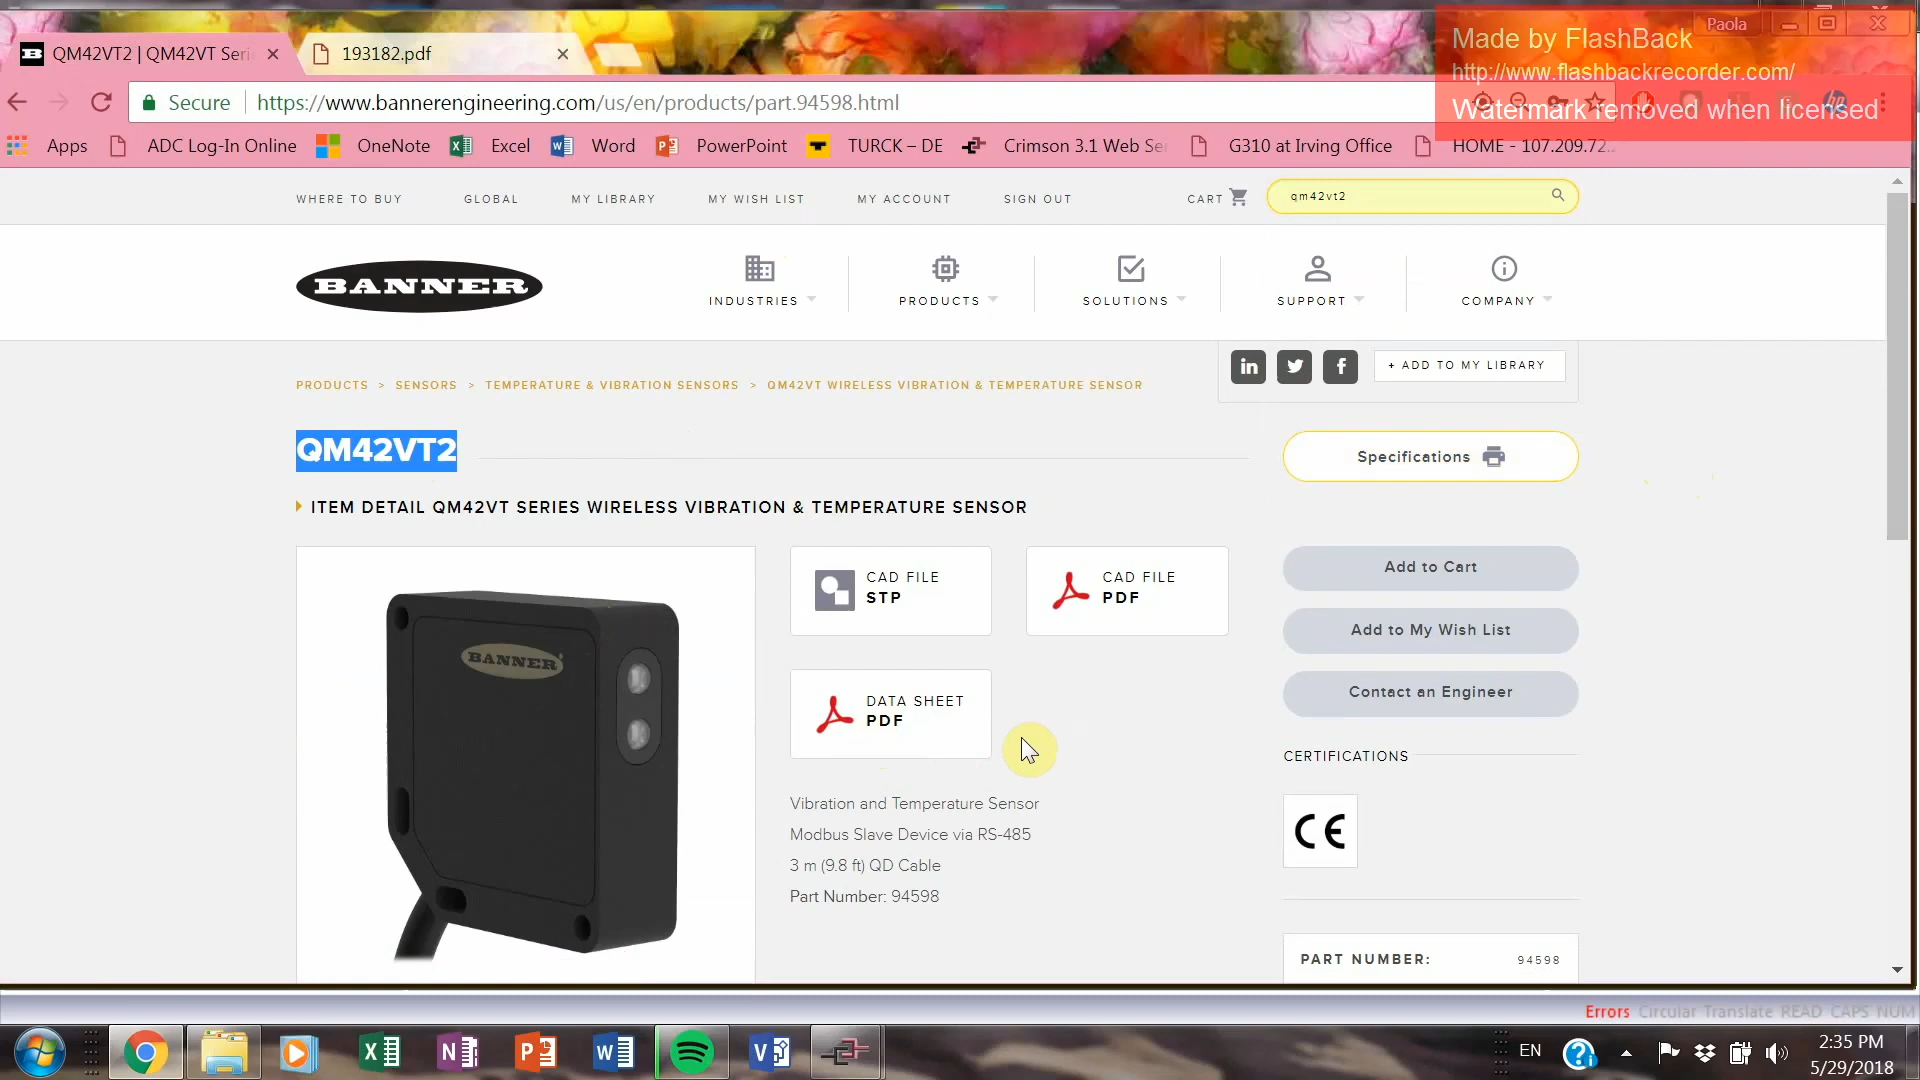 Paola
Made by FlashBack
http://www.flashbackrecorder.com/
Watermark removed when licensed
QM42VT2 | QM42VT Seri
193182.pdf
Secure
https://www.bannerengineering.com/us/en/products/part.94598.html
Apps
ADC Log-In Online
OneNote
Excel
Word
PowerPoint
TURCK – DE
Crimson 3.1 Web Se
G310 at Irving Office
HOME - 107.209.72...
WHERE TO BUY
GLOBAL
MY LIBRARY
MY WISH LIST
MY ACCOUNT
SIGN OUT
CART
qm42vt2
BANNER
INDUSTRIES
PRODUCTS
SOLUTIONS
SUPPORT
COMPANY
PRODUCTS > SENSORS > TEMPERATURE & VIBRATION SENSORS > QM42VT WIRELESS VIBRATION & TEMPERATURE SENSOR
in
f
+ ADD TO MY LIBRARY
QM42VT2
Specifications
ITEM DETAIL QM42VT SERIES WIRELESS VIBRATION & TEMPERATURE SENSOR
BANNER
CAD FILE
STP
CAD FILE
PDF
DATA SHEET
PDF
Vibration and Temperature Sensor
Modbus Slave Device via RS-485
3 m (9.8 ft) QD Cable
Part Number: 94598
Add to Cart
Add to My Wish List
Contact an Engineer
CERTIFICATIONS
CE
PART NUMBER:
94598
Errors Circular Translate READ CAPS NUM
EN
2:35 PM
5/29/2018